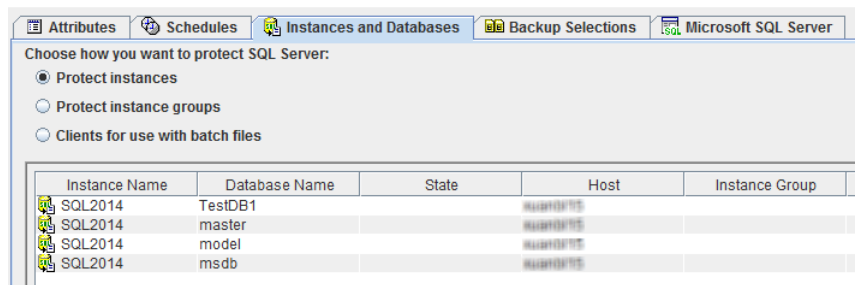 Attributes Schedules Instances and Databases Backup Selections SQL Microsoft SQL Server
Choose how you want to protect SQL Server:
Protect instances
Protect instance groups
Clients for use with batch files
Instance Name Database Name State Host Instance Group
SQL2014 TestDB1
SQL2014 master
SQL2014 model
SQL2014 msdb